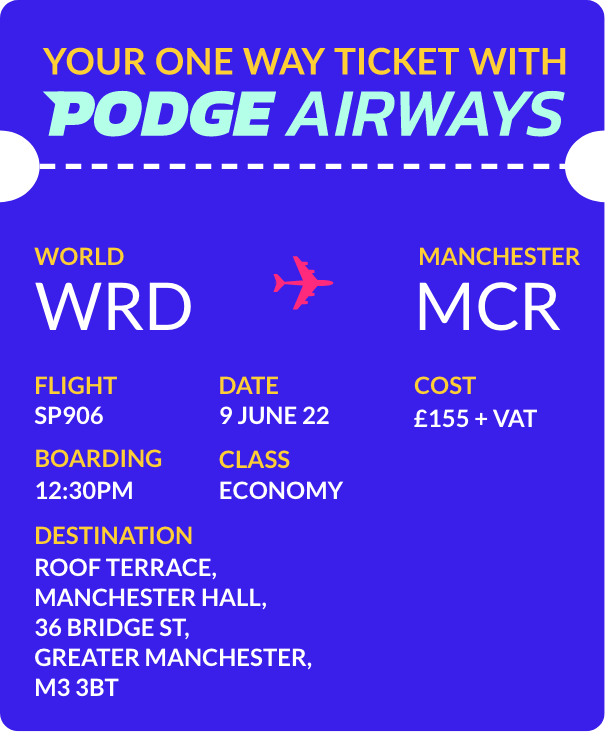 YOUR ONE WAY TICKET WITH
PODGE AIRWAYS
WORLD
WRD
MANCHESTER
MCR
FLIGHT
SP906
DATE
9 JUNE 22
COST
£155 + VAT
BOARDING
12:30PM
CLASS
ECONOMY
DESTINATION
ROOF TERRACE,
MANCHESTER HALL,
36 BRIDGE ST,
GREATER MANCHESTER,
M3 3BT